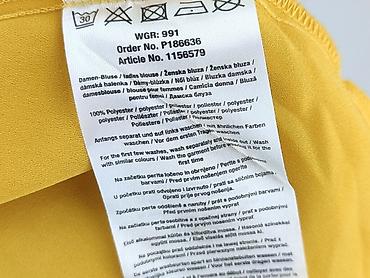 30
WGR: 991
Order No. P186636
Article No. 1156579
Damen-Bluse / ladies blouse / Ženska bluza / Ženska bluza /
dámská halenka / Dámy-blúzka / Női blúz / Bluzka damska /
damesblouse / blouse pour femmes / Camicia donna / Bluză
pentru femei / Дамска блуза
100% Polyester / polyester / poliester / poliester /
polyester / Polyester / Poliészter / Poliester / polyester /
Polyester / Poliestere / Poliester / Полиестер
Anfangs separat und auf links waschen mit ähnlichen Farben
waschen / Vor dem ersten Tragen waschen
For the first few washes, wash separately and inside out / Wash
with similar colours / Wash the garment before wearing it for the
first time
Na začetku perite ločeno in obrnjeno / Perite s podobnimi
barvami / Pred prvim nošenjem operite
U početku prati odvojeno i izvrnuto / Prati sa sličnim bojama
Oprati prije prvog nošenja
Zpočátku perte odděleně a naruby / prát s podobnými
barvami / Před prvním nošením vyprat
Na začiatku perte osobitne a z opačnej strany / prať s podobnými
farbami / Pred prvým nosením vyprať